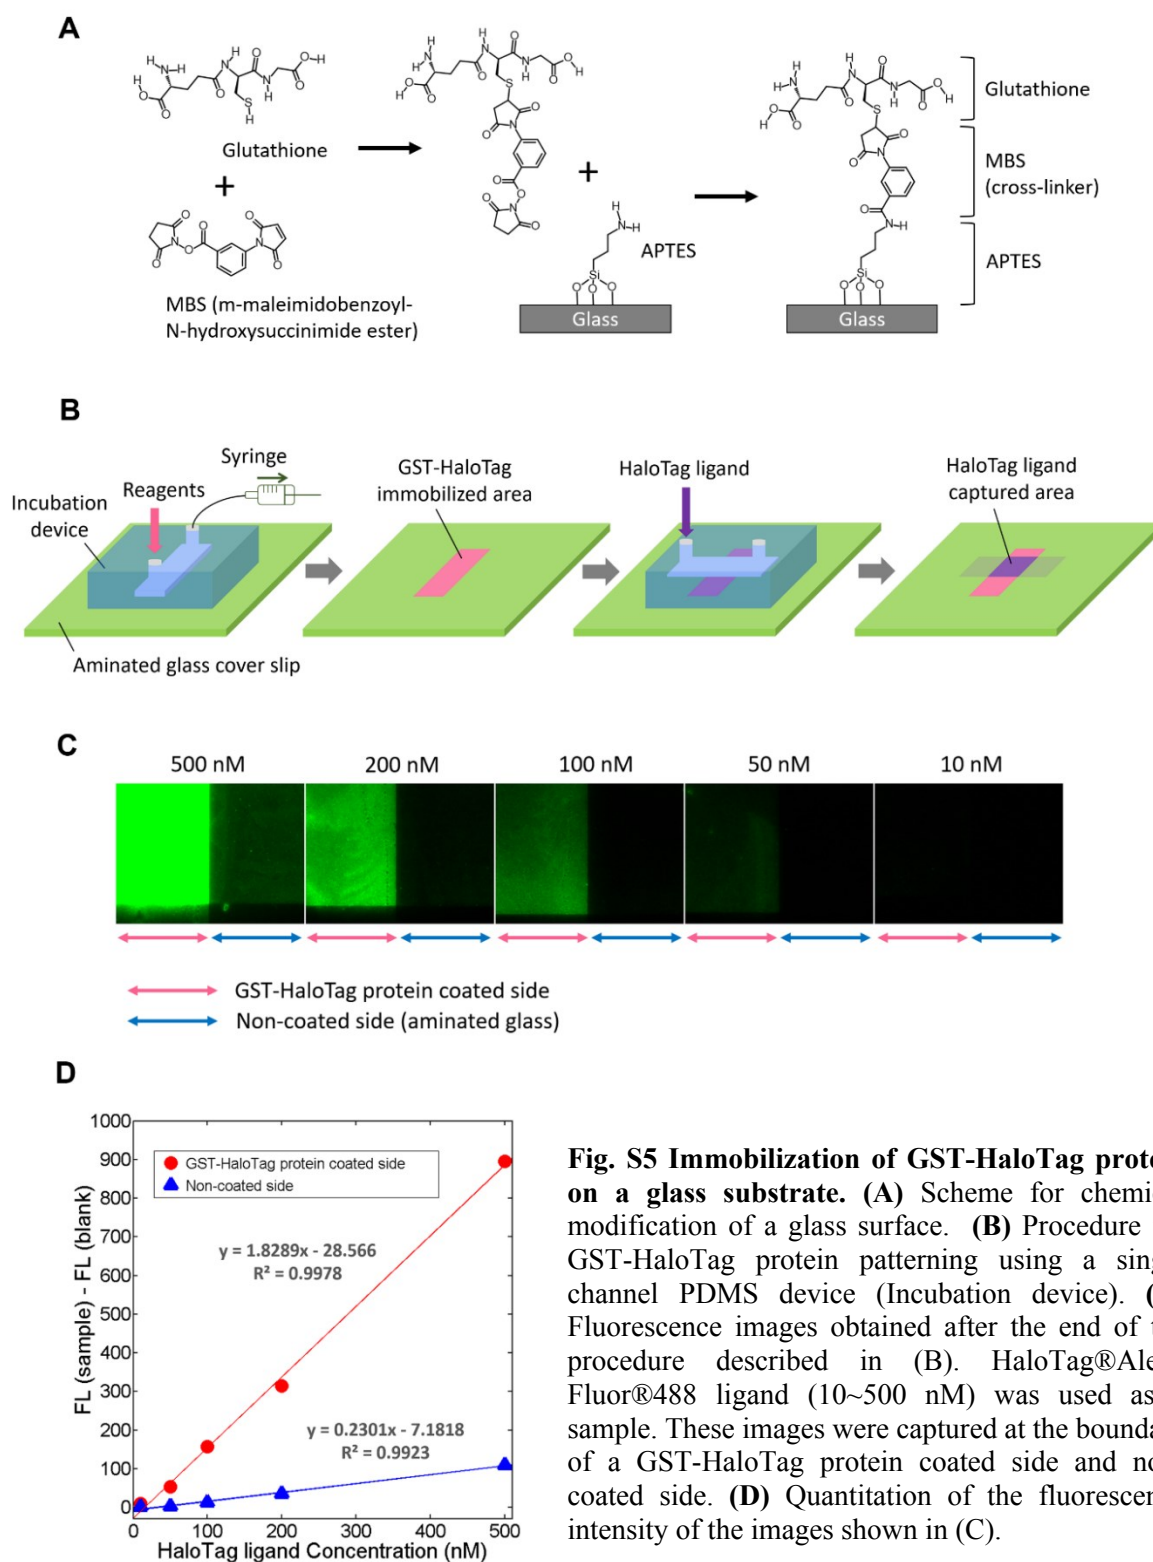 A
Glutathione
+
MBS (m-maleimidobenzoyl-
N-hydroxysuccinimide ester)
+
APTES
Glass
Glutathione
MBS
(cross-linker)
APTES
Glass
B
Incubation
device
Reagents
Syringe
Aminated glass cover slip
GST-HaloTag
immobilized area
HaloTag ligand
HaloTag ligand
captured area
C
500 nM 200 nM 100 nM 50 nM 10 nM
GST-HaloTag protein coated side
Non-coated side (aminated glass)
D
FL (sample) - FL (blank)
1000
900
800
700
600
500
400
300
200
100
0
GST-HaloTag protein coated side
Non-coated side
y = 1.8289x - 28.566
R² = 0.9978
y = 0.2301x - 7.1818
R² = 0.9923
0 100 200 300 400 500
HaloTag ligand Concentration (nM)
Fig. S5 Immobilization of GST-HaloTag prote
on a glass substrate. (A) Scheme for chemic
modification of a glass surface. (B) Procedure
GST-HaloTag protein patterning using a sing
channel PDMS device (Incubation device). (
Fluorescence images obtained after the end of t
procedure described in (B). HaloTag®Ale
Fluor®488 ligand (10~500 nM) was used as
sample. These images were captured at the bounda
of a GST-HaloTag protein coated side and no
coated side. (D) Quantitation of the fluorescen
intensity of the images shown in (C).